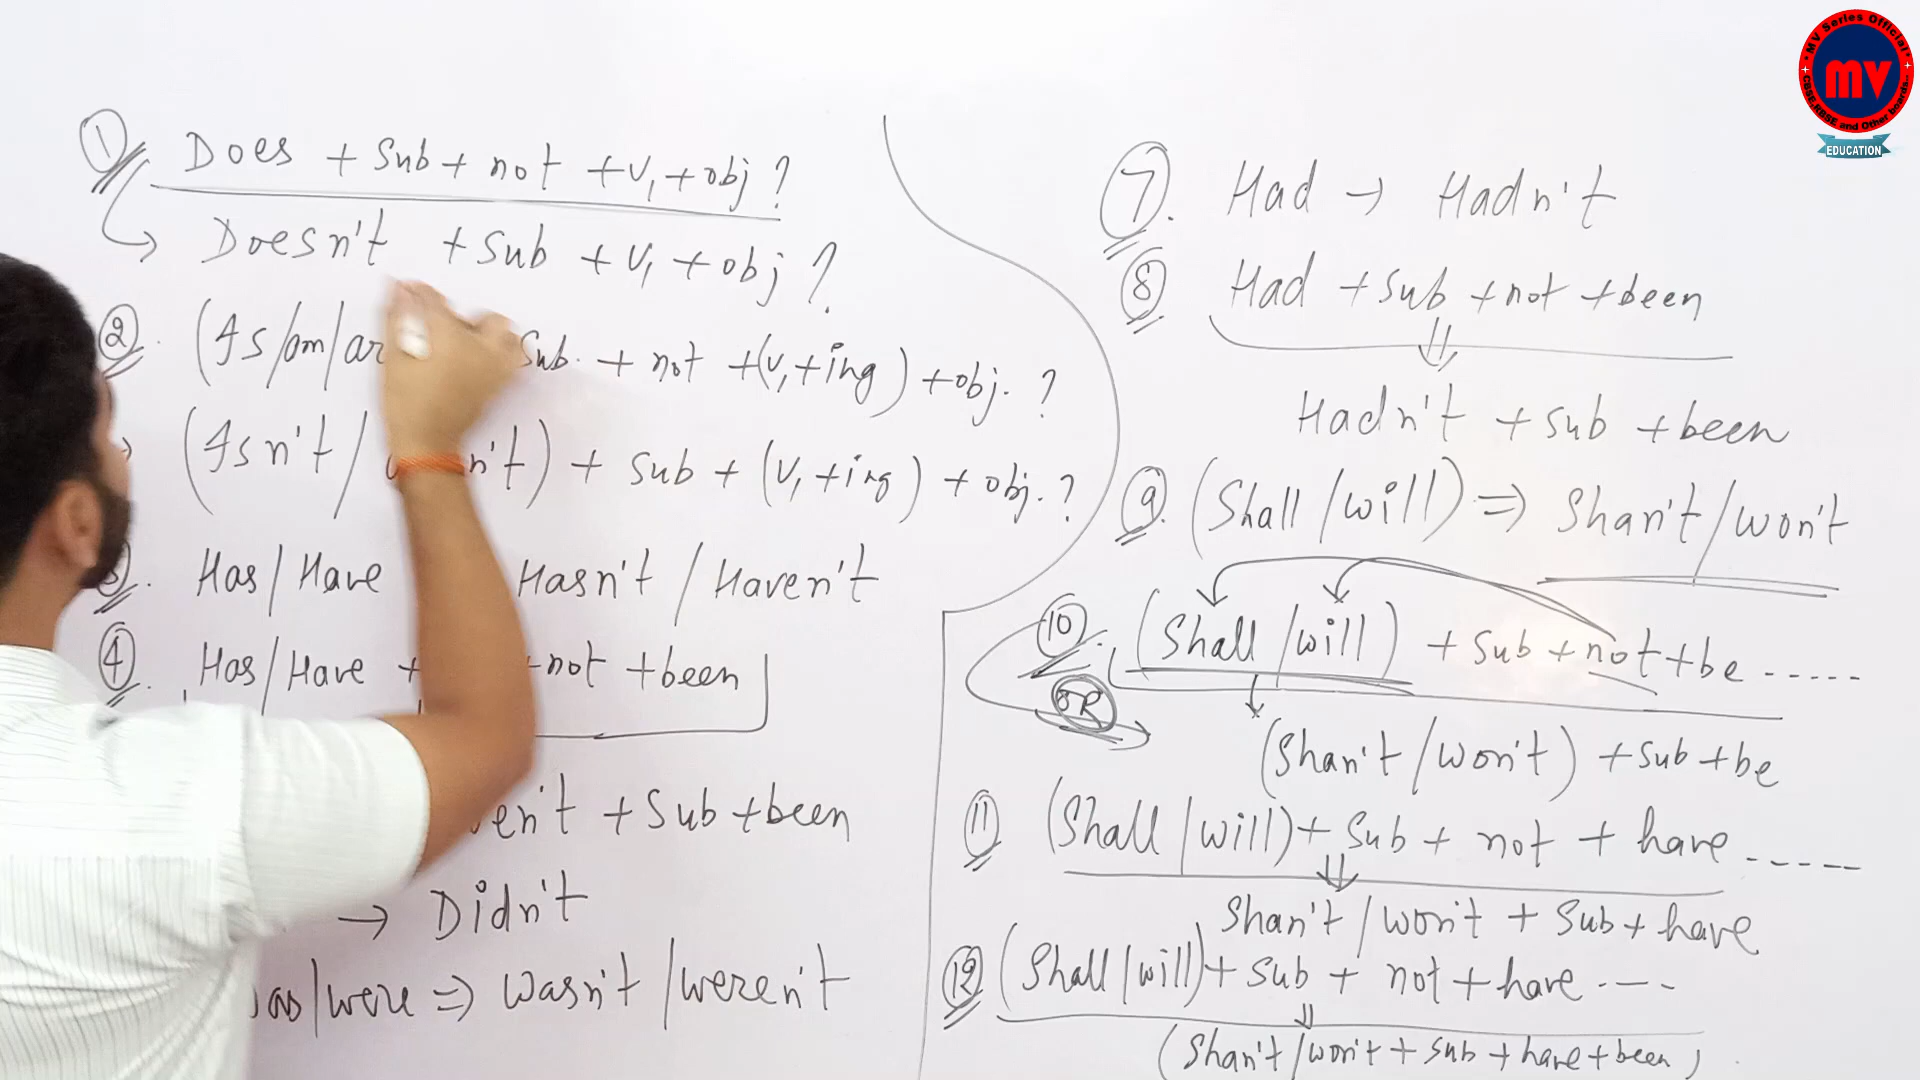 ① Does + Sub + not + V₁ + obj ?
Doesn't + Sub + V₁ + obj ?
②. (Is/am/ar Sub. + not + (V₁+ing) + obj. ?
(Isn't / n't) + Sub + (V₁+ing) + obj. ?
Has/Have Hasn't / Haven't
④. Has/Have + + not + been
en't + Sub + been
→ Didn't
as/were ⇒ Wasn't / weren't
⑦. Had → Hadn't
⑧ Had + Sub + not + been
Hadn't + Sub + been
⑨. (Shall / will) ⇒ Shan't / won't
⑩. (Shall / will) + Sub + not + be -----
OR
(Shan't / won't) + Sub + be
⑪ (Shall / will) + Sub + not + have -----
Shan't / won't + Sub + have
⑫ (Shall / will) + Sub + not + have ----
(Shan't / won't + Sub + have + been)
MV Series Official
MV
CBSE, RBSE and Other boards..
EDUCATION